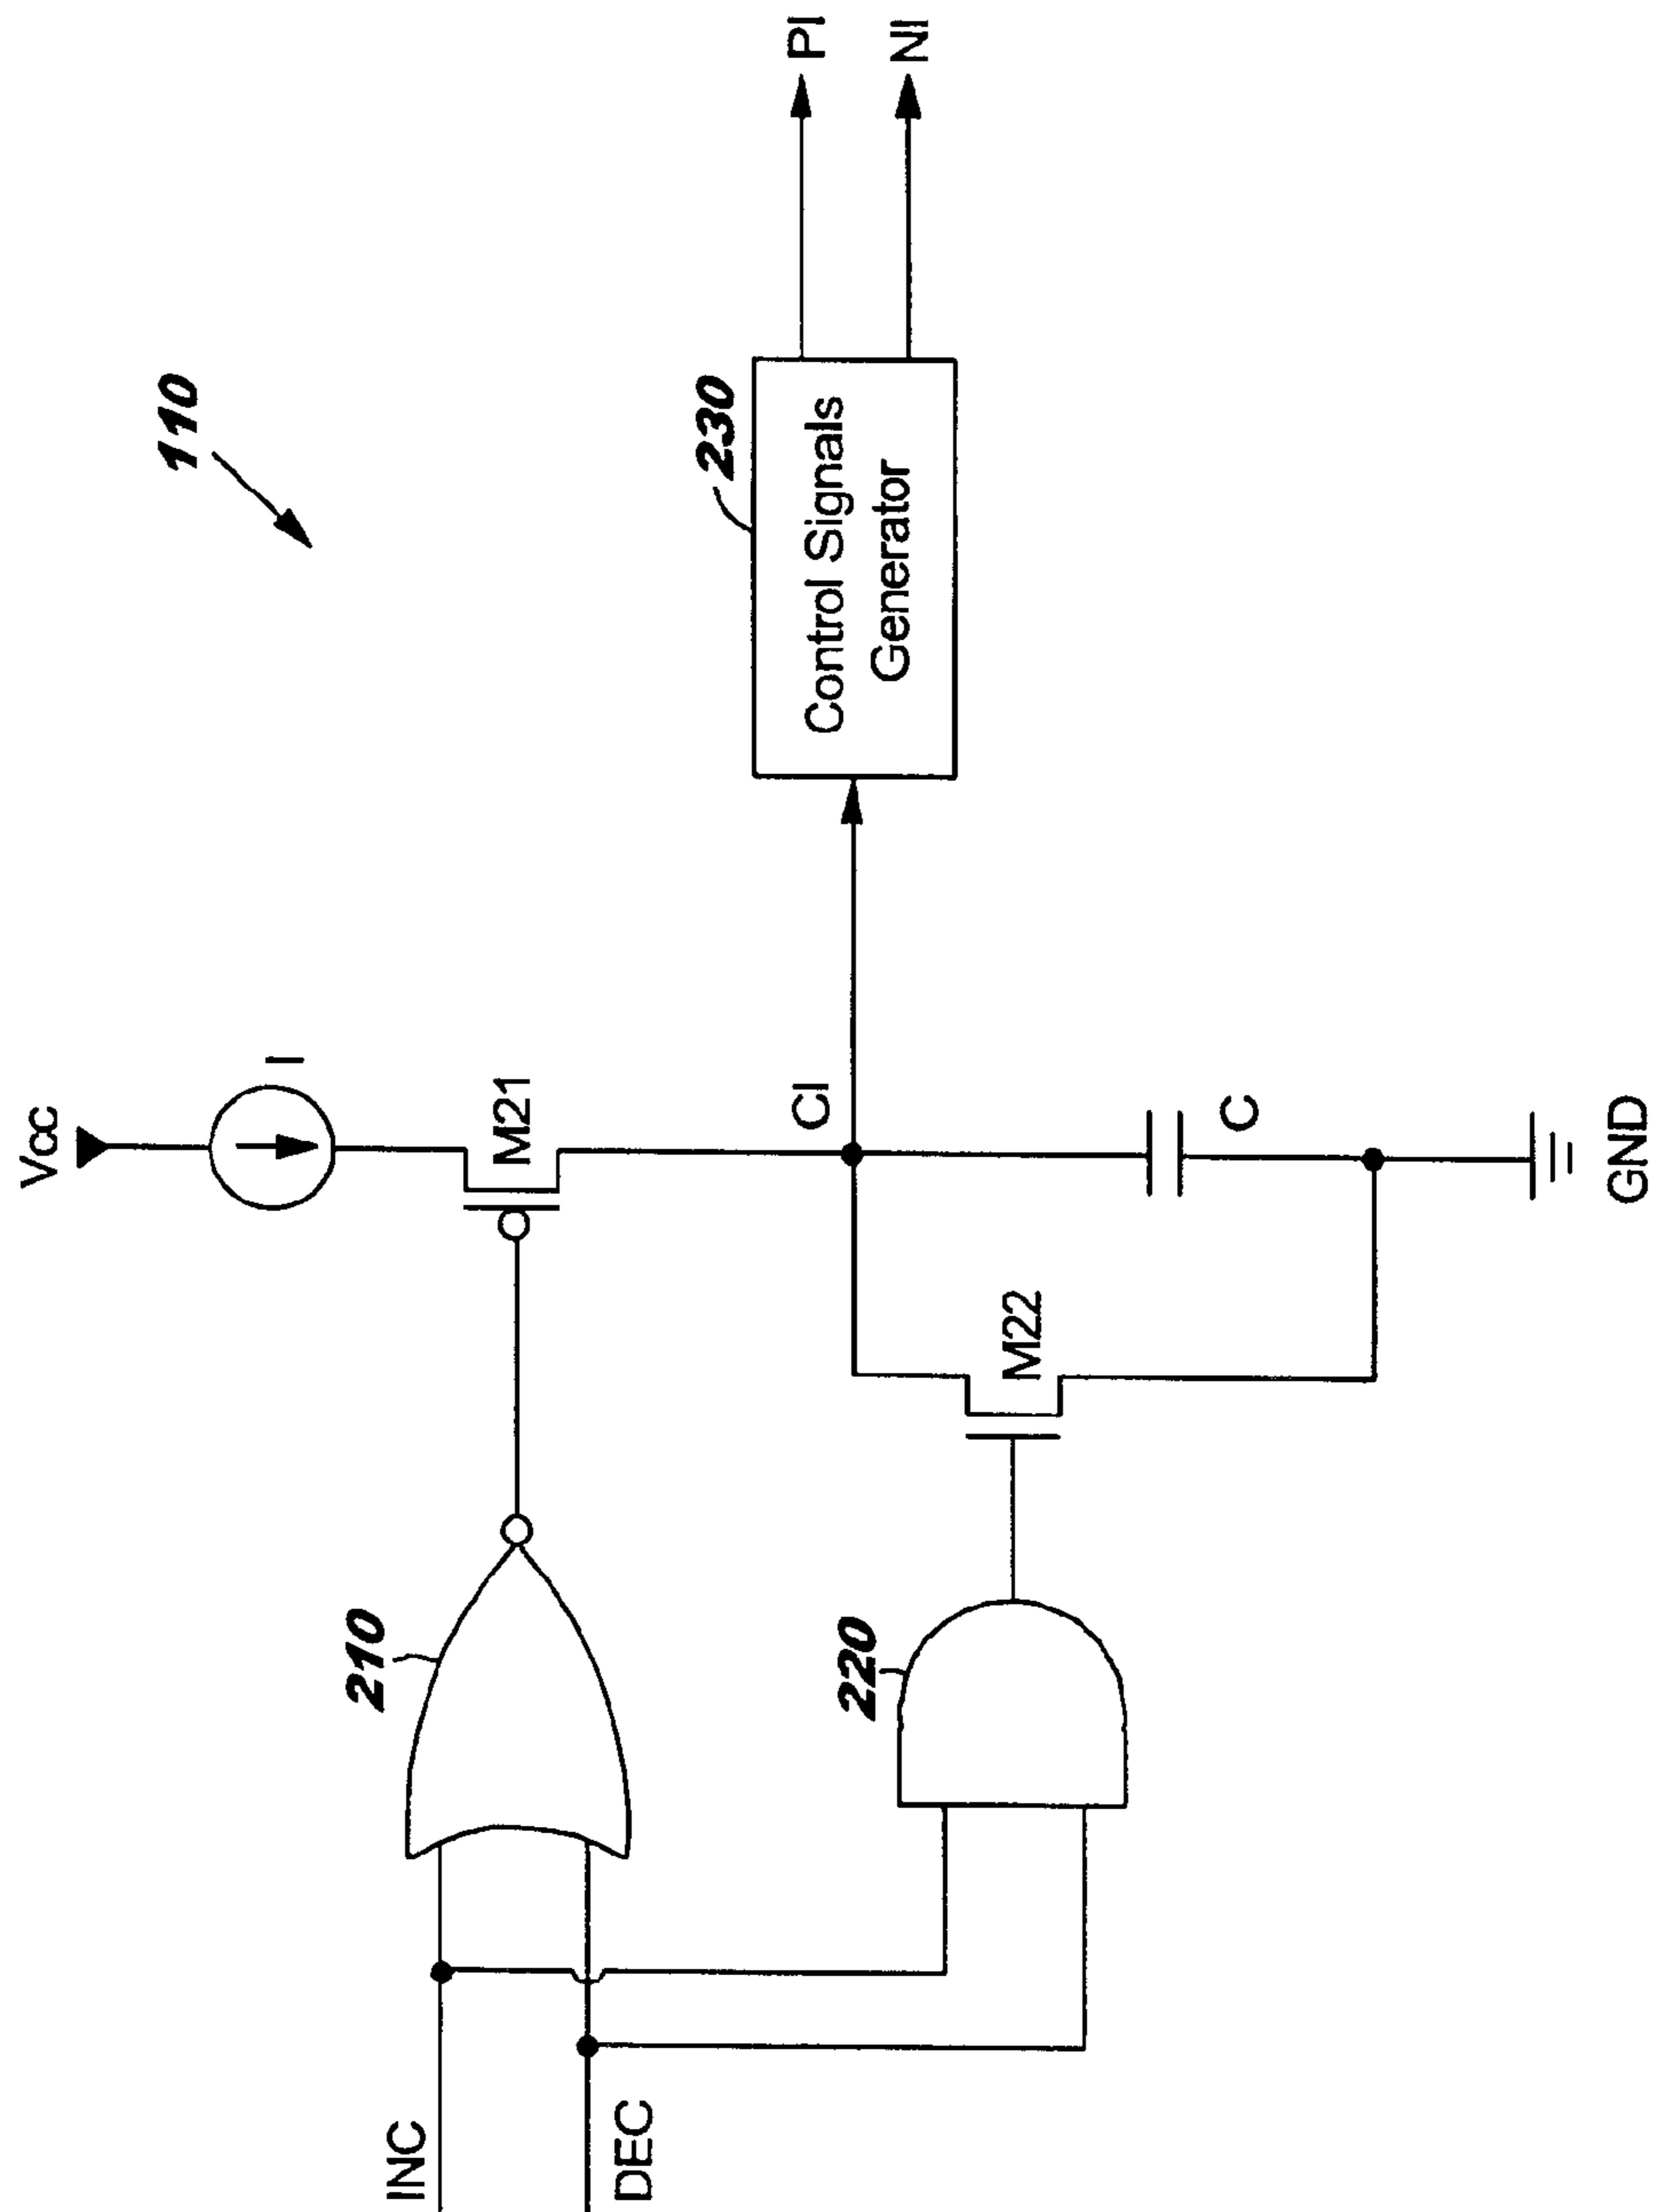 110
Vcc
I
M21
210
INC
DEC
CI
230
Control Signals
Generator
PI
NI
220
M22
C
GND